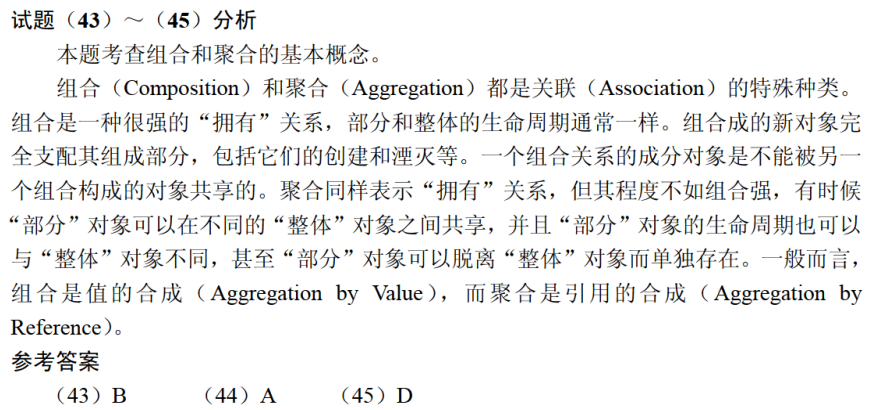 试题（43）～（45）分析
本题考查组合和聚合的基本概念。
组合（Composition）和聚合（Aggregation）都是关联（Association）的特殊种类。
组合是一种很强的“拥有”关系，部分和整体的生命周期通常一样。组合成的新对象完
全支配其组成部分，包括它们的创建和湮灭等。一个组合关系的成分对象是不能被另一
个组合构成的对象共享的。聚合同样表示“拥有”关系，但其程度不如组合强，有时候
“部分”对象可以在不同的“整体”对象之间共享，并且“部分”对象的生命周期也可以
与“整体”对象不同，甚至“部分”对象可以脱离“整体”对象而单独存在。一般而言，
组合是值的合成（Aggregation by Value），而聚合是引用的合成（Aggregation by
Reference）。
参考答案
（43）B （44）A （45）D